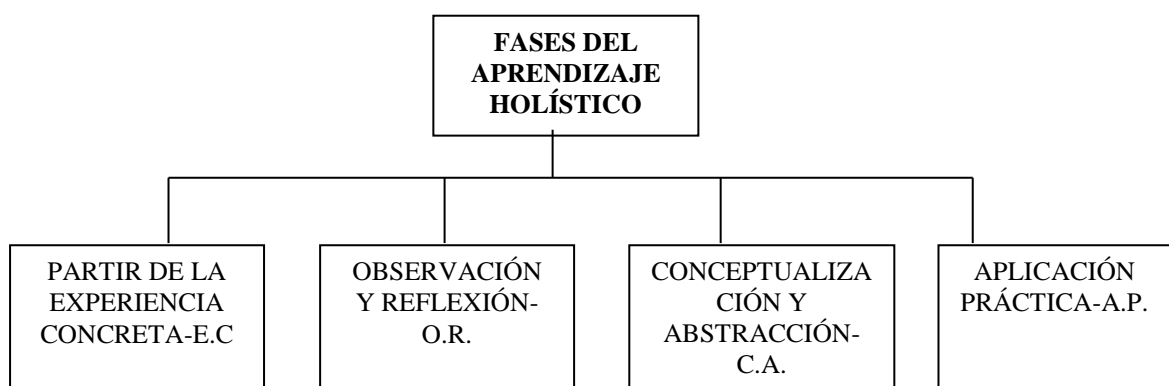 FASES DEL
APRENDIZAJE
HOLÍSTICO
PARTIR DE LA
EXPERIENCIA
CONCRETA-E.C
OBSERVACIÓN
Y REFLEXIÓN-
O.R.
CONCEPTUALIZA
CIÓN Y
ABSTRACCIÓN-
C.A.
APLICACIÓN
PRÁCTICA-A.P.